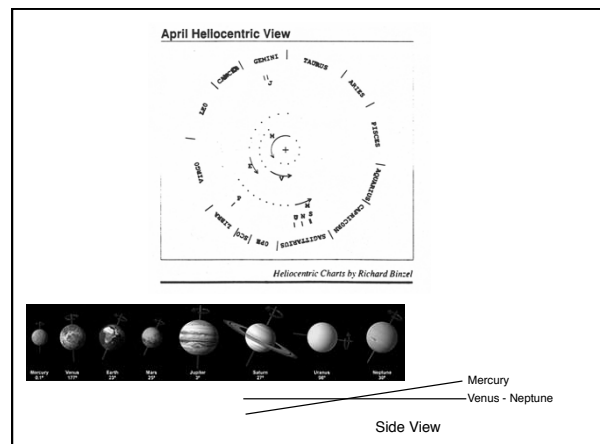 April Heliocentric View
GEMINI
TAURUS
CANCER
ARIES
LEO
PISCES
M
E
V
VIRGO
AQUARIUS
P
M
S
N
U
LIBRA
CAPRICORN
SCO
OPH
SAGITTARIUS
J
Heliocentric Charts by Richard Binzel
Mercury Venus Earth Mars Jupiter Saturn Uranus Neptune
0.1° 177° 23° 25° 3° 27° 98° 30°
Mercury
Venus - Neptune
Side View